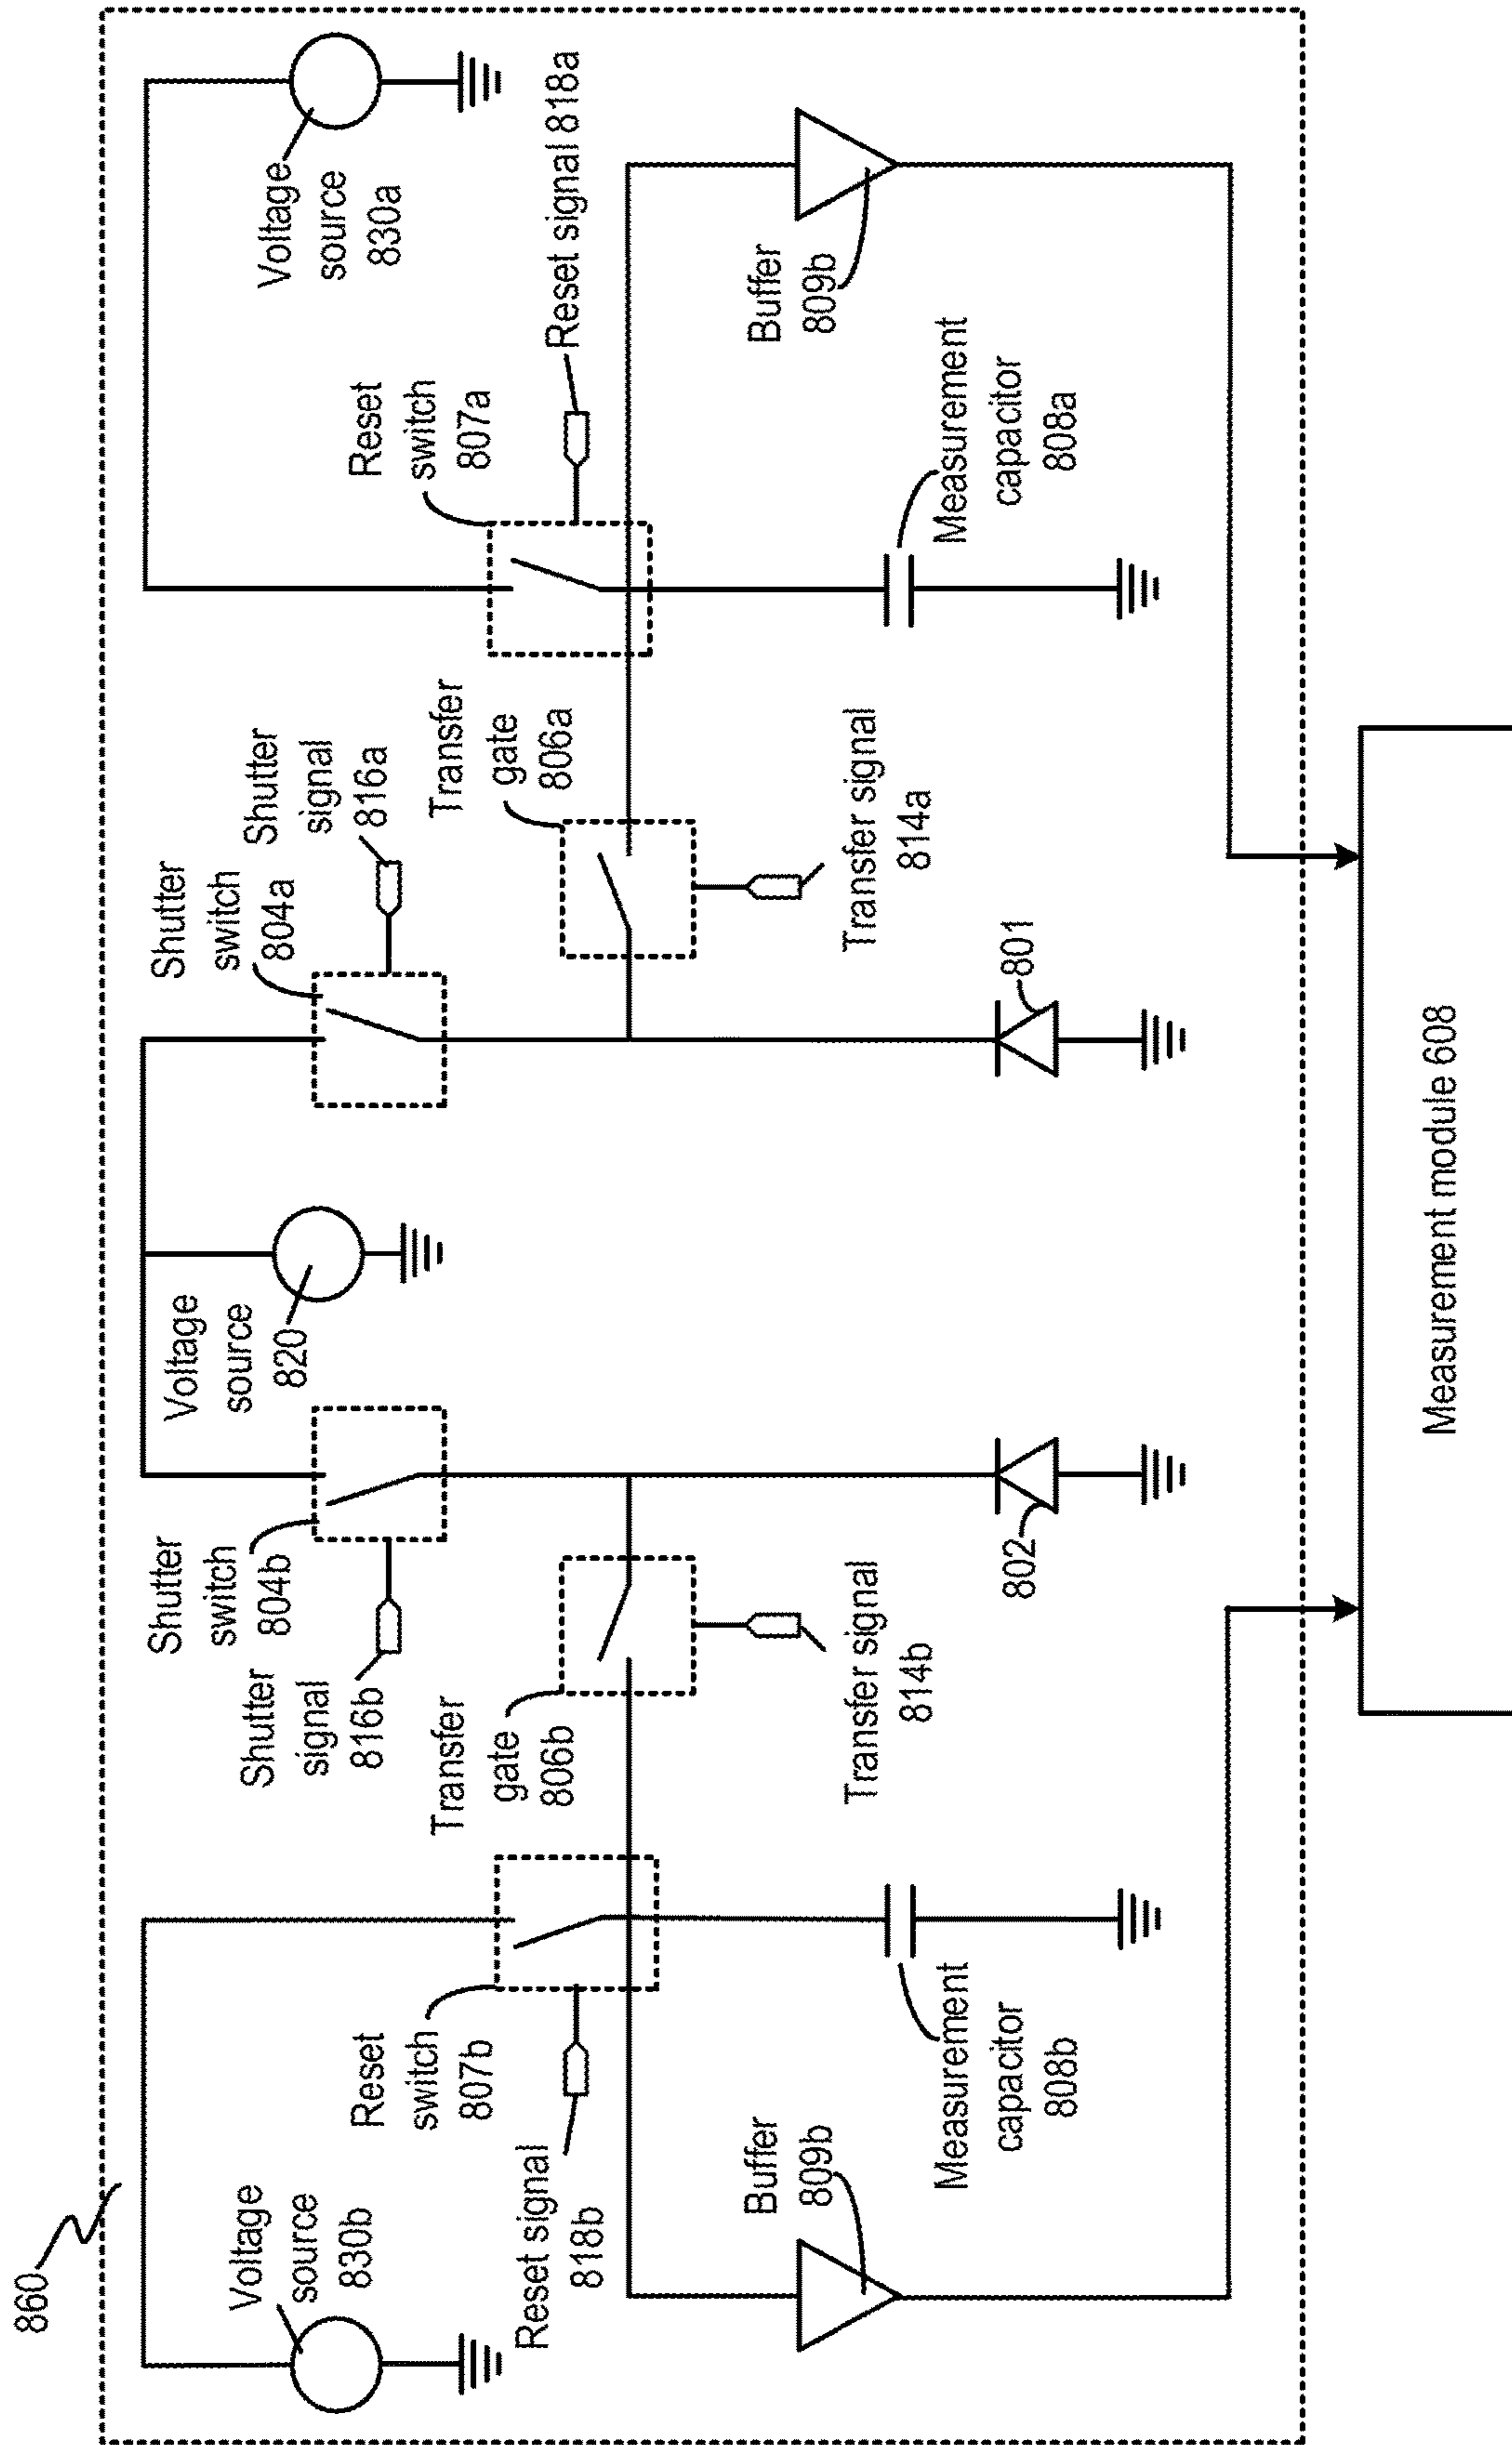 860
Voltage
source
830b
Reset
switch
807b
Reset signal
818b
Buffer
809b
Measurement
capacitor
808b
Shutter
switch
804b
Shutter
signal
816b
Transfer
gate
806b
Transfer signal
814b
802
Voltage
source
820
Shutter
switch
804a
Shutter
signal
816a
Transfer
gate
806a
Transfer signal
814a
801
Reset
switch
807a
Reset signal 818a
Voltage
source
830a
Buffer
809b
Measurement
capacitor
808a
Measurement module 608